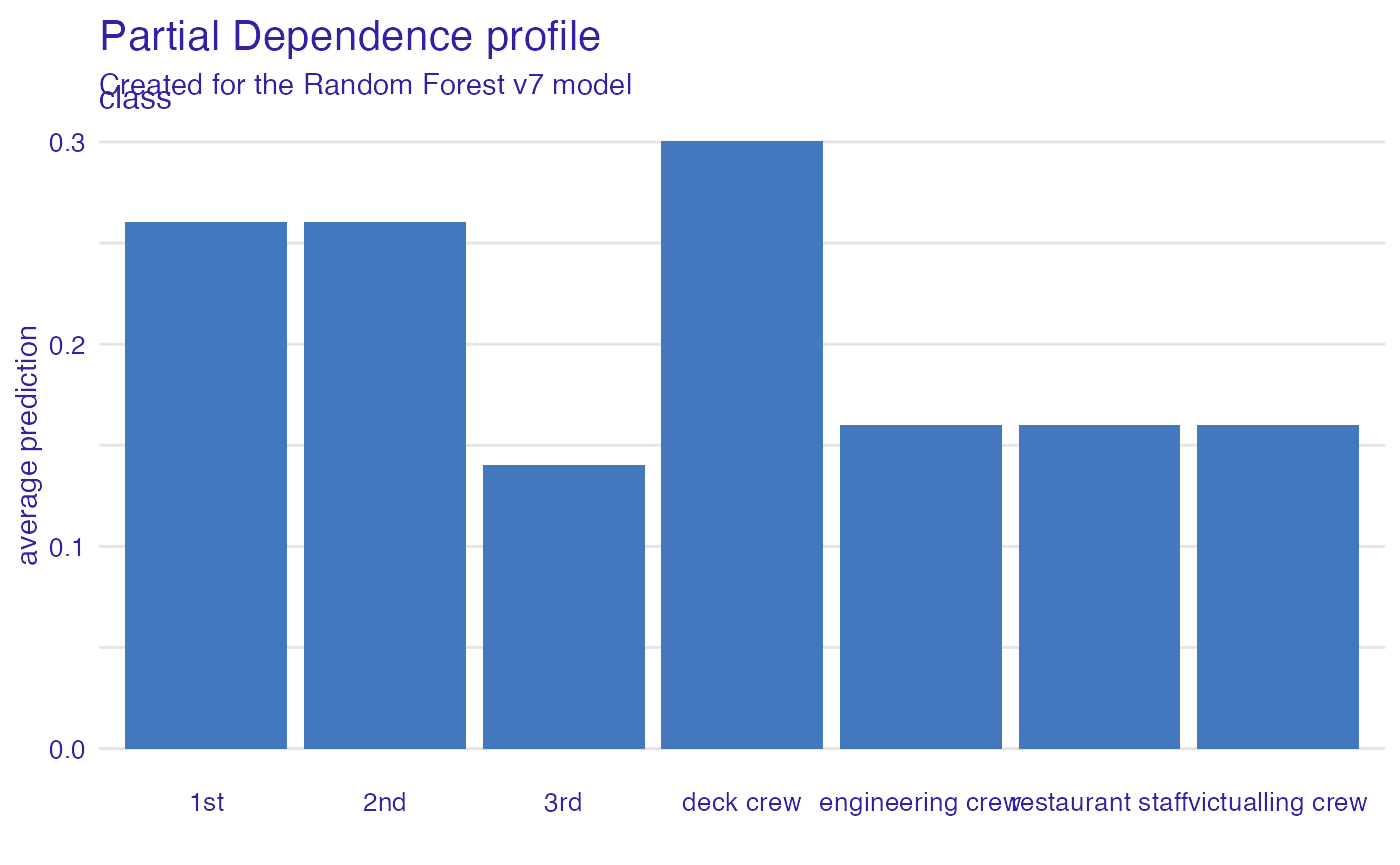 Partial Dependence profile
Created for the Random Forest v7 model
class
average prediction
0.3
0.2
0.1
0.0
1st 2nd 3rd deck crew engineering crew restaurant staff victualling crew